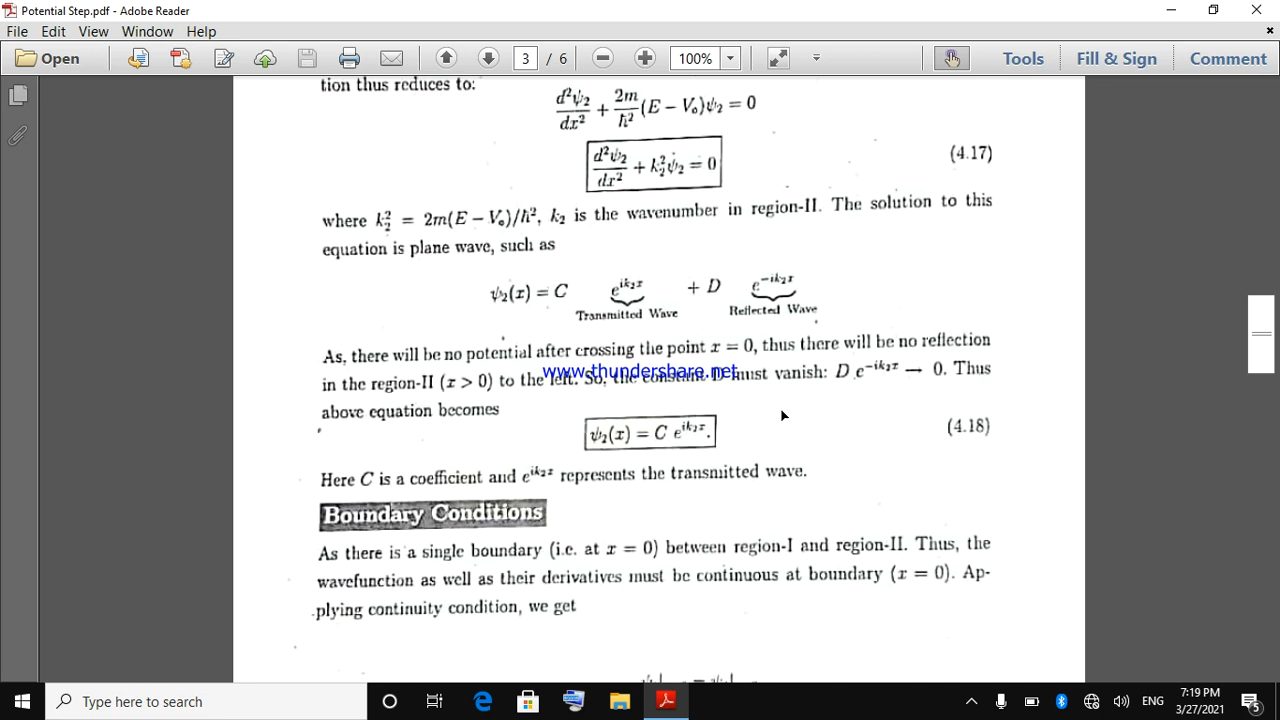 Potential Step.pdf - Adobe Reader
File Edit View Window Help
Open 3 / 6 100% Tools Fill & Sign Comment
tion thus reduces to:
d²ψ₂/dx² + 2m/ħ² (E − V₀)ψ₂ = 0
d²ψ₂/dx² + k₂²ψ₂ = 0 (4.17)
where k₂² = 2m(E − V₀)/ħ², k₂ is the wavenumber in region-II. The solution to this
equation is plane wave, such as
ψ₂(x) = C e^{ik₂x} + D e^{−ik₂x}
Transmitted Wave Reflected Wave
As, there will be no potential after crossing the point x = 0, thus there will be no reflection
www.thundershare.net
in the region-II (x > 0) to the left. So, the constant D must vanish: D e^{−ik₂x} → 0. Thus
above equation becomes
ψ₂(x) = C e^{ik₂x}. (4.18)
Here C is a coefficient and e^{ik₂x} represents the transmitted wave.
Boundary Conditions
As there is a single boundary (i.e. at x = 0) between region-I and region-II. Thus, the
wavefunction as well as their derivatives must be continuous at boundary (x = 0). Ap-
plying continuity condition, we get
Type here to search
ENG
7:19 PM
3/27/2021
5